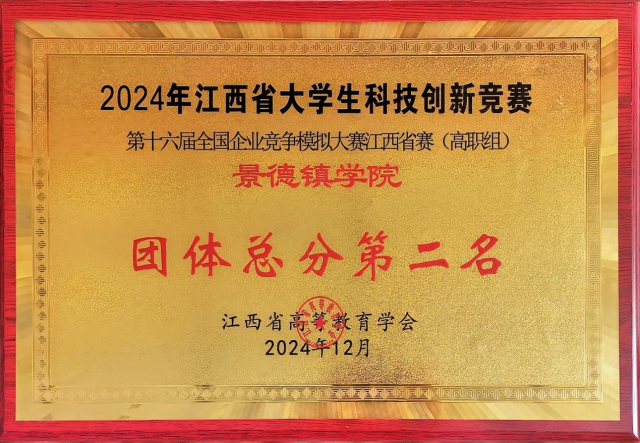 2024年江西省大学生科技创新竞赛
第十六届全国企业竞争模拟大赛江西省赛（高职组）
景德镇学院
团体总分第二名
江西省高等教育学会
2024年12月